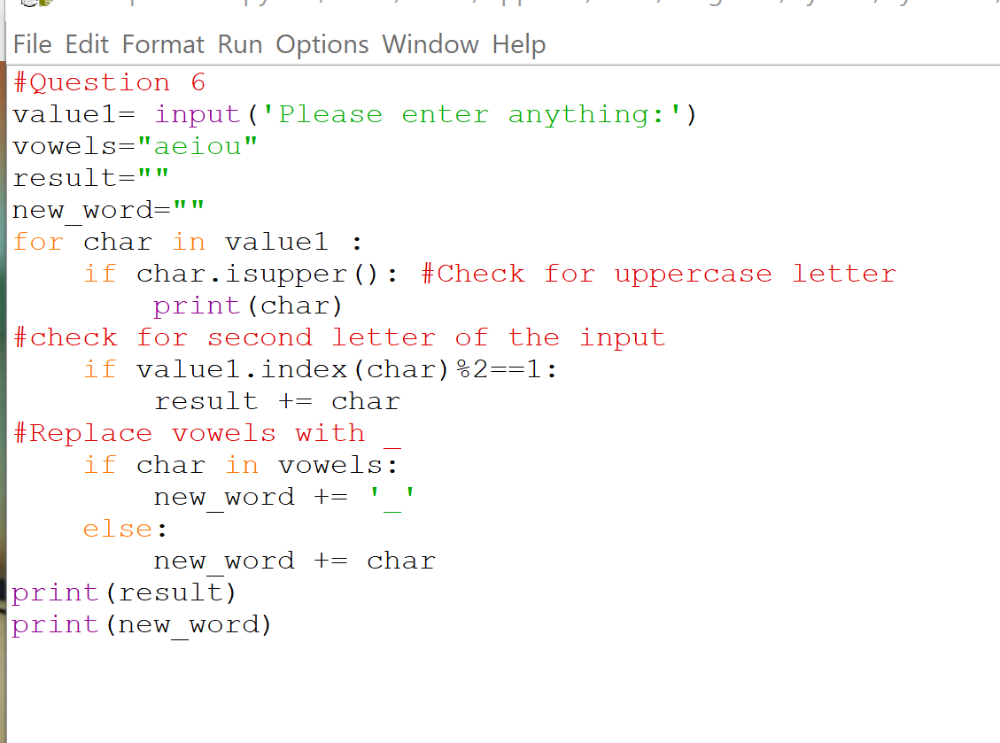 File Edit Format Run Options Window Help
#Question 6
value1= input('Please enter anything:')
vowels="aeiou"
result=""
new_word=""
for char in value1 :
    if char.isupper(): #Check for uppercase letter
        print(char)
#check for second letter of the input
    if value1.index(char)%2==1:
        result += char
#Replace vowels with _
    if char in vowels:
        new_word += '_'
    else:
        new_word += char
print(result)
print(new_word)